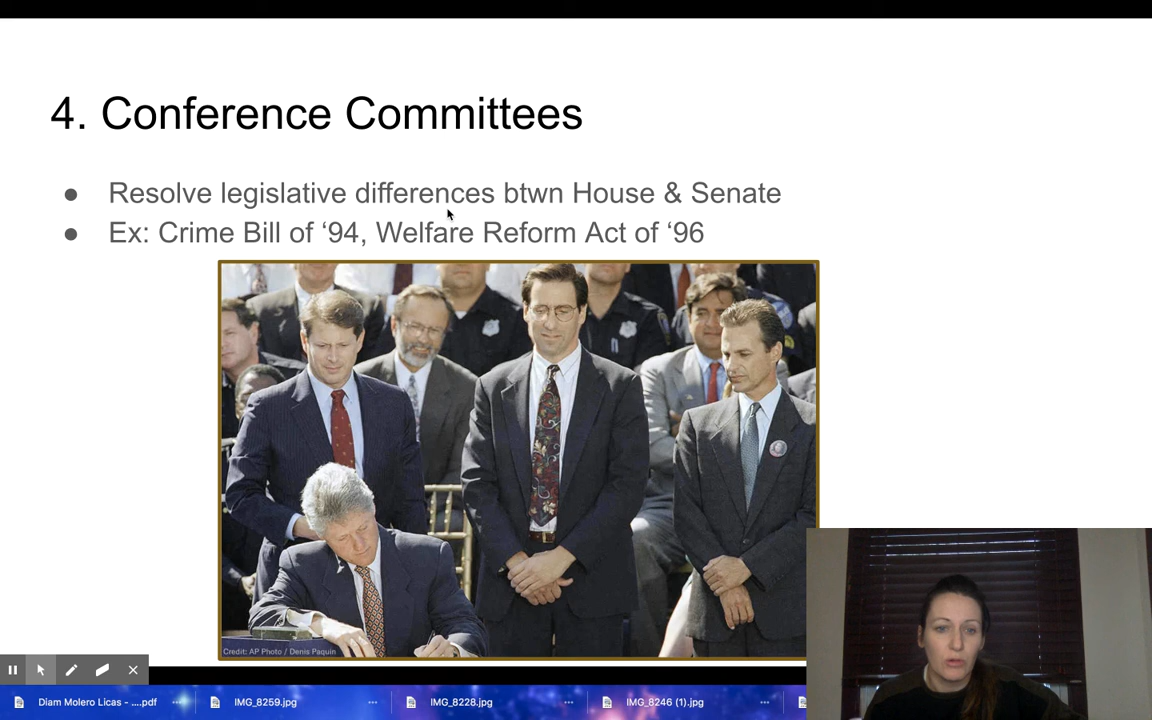 4. Conference Committees
● Resolve legislative differences btwn House & Senate
● Ex: Crime Bill of ‘94, Welfare Reform Act of ‘96
Credit: AP Photo / Denis Paquin
Diam Molero Licas - ....pdf
IMG_8259.jpg
IMG_8228.jpg
IMG_8246 (1).jpg